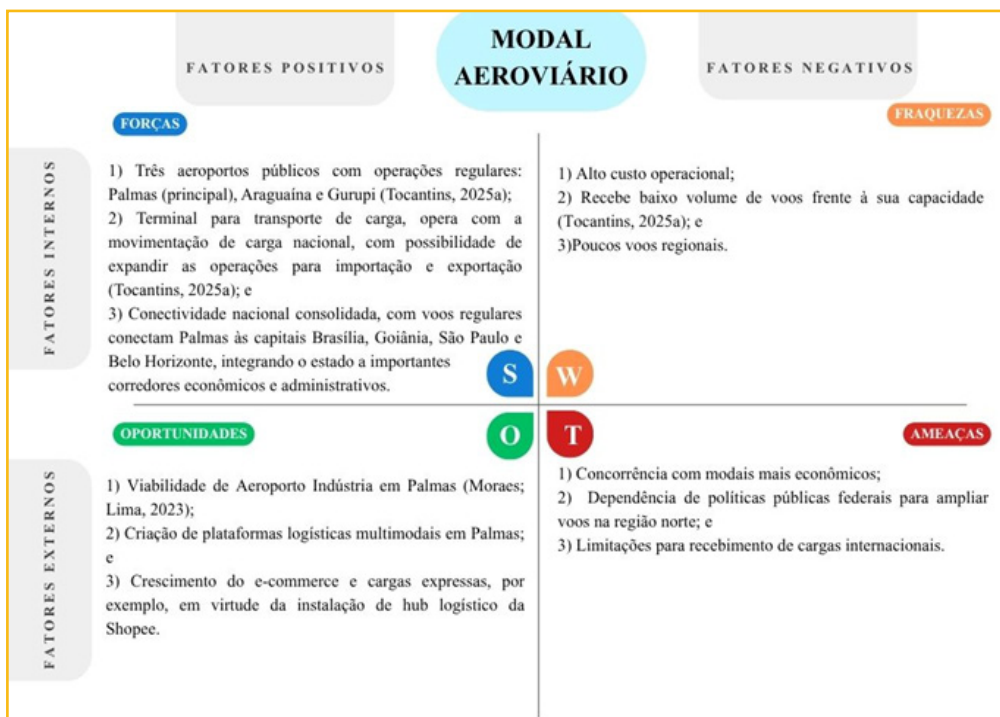 FATORES POSITIVOS
MODAL
AEROVIÁRIO
FATORES NEGATIVOS
FATORES INTERNOS
FORÇAS
1) Três aeroportos públicos com operações regulares:
Palmas (principal), Araguaína e Gurupi (Tocantins, 2025a);
2) Terminal para transporte de carga, opera com a
movimentação de carga nacional, com possibilidade de
expandir as operações para importação e exportação
(Tocantins, 2025a); e
3) Conectividade nacional consolidada, com voos regulares
conectam Palmas às capitais Brasília, Goiânia, São Paulo e
Belo Horizonte, integrando o estado a importantes
corredores econômicos e administrativos.
S
FRAQUEZAS
1) Alto custo operacional;
2) Recebe baixo volume de voos frente à sua capacidade
(Tocantins, 2025a); e
3)Poucos voos regionais.
W
FATORES EXTERNOS
OPORTUNIDADES
O
1) Viabilidade de Aeroporto Indústria em Palmas (Moraes;
Lima, 2023);
2) Criação de plataformas logísticas multimodais em Palmas;
e
3) Crescimento do e-commerce e cargas expressas, por
exemplo, em virtude da instalação de hub logístico da
Shopee.
T
AMEAÇAS
1) Concorrência com modais mais econômicos;
2) Dependência de políticas públicas federais para ampliar
voos na região norte; e
3) Limitações para recebimento de cargas internacionais.